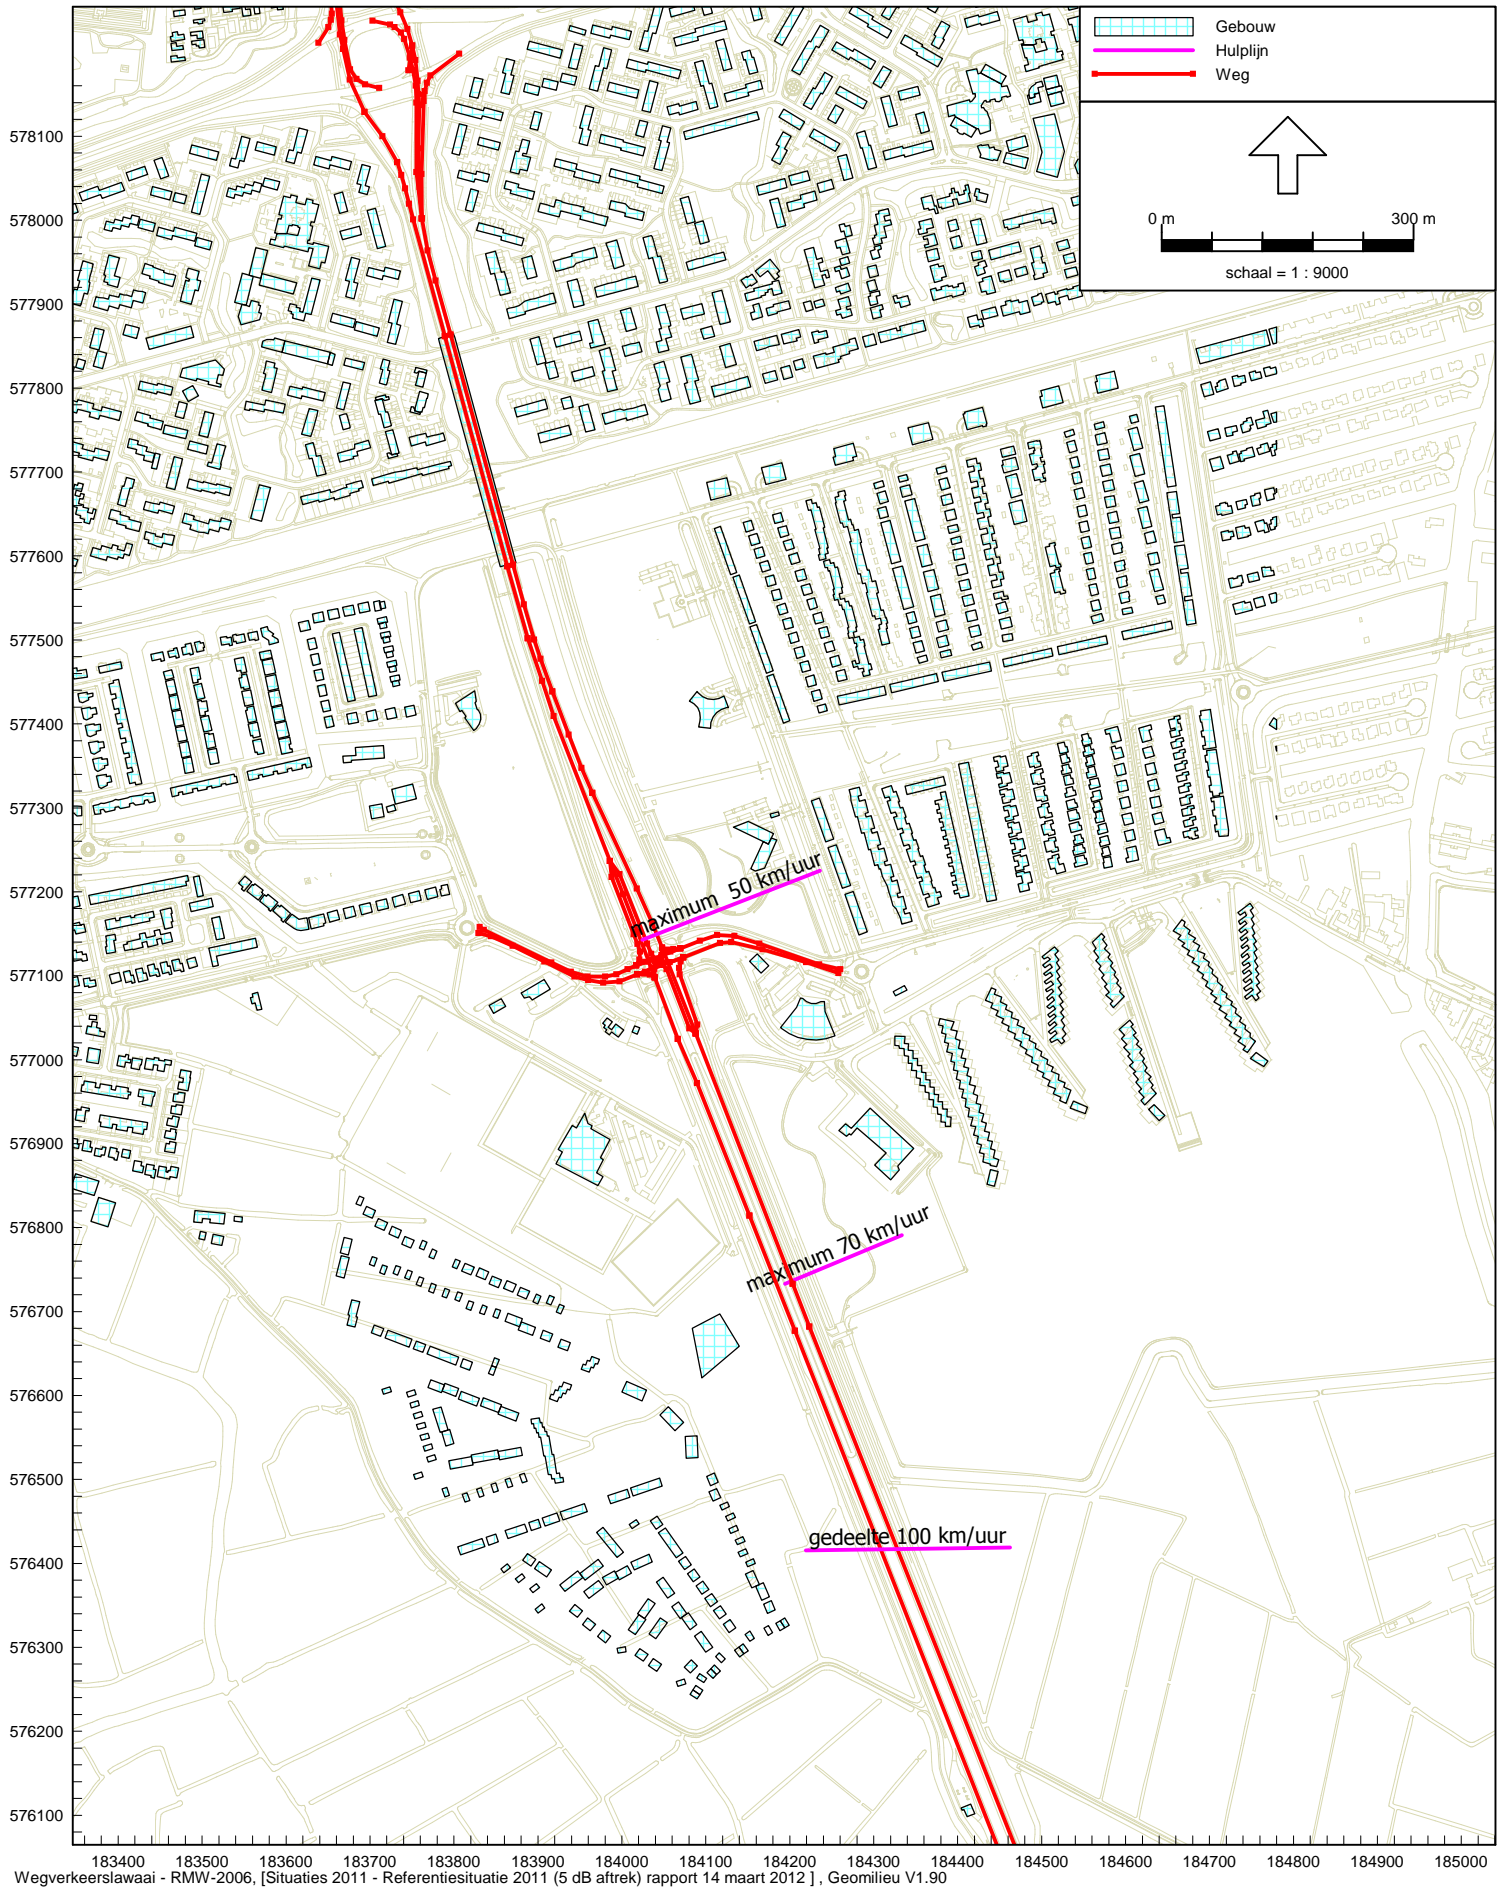 Gebouw
Hulplijn
Weg
0 m
300 m
schaal = 1 : 9000
578100
578000
577900
577800
577700
577600
577500
577400
577300
577200
577100
577000
576900
576800
576700
576600
576500
576400
576300
576200
576100
maximum 50 km/uur
maximum 70 km/uur
gedeelte 100 km/uur
183400 183500 183600 183700 183800 183900 184000 184100 184200 184300 184400 184500 184600 184700 184800 184900 185000
Wegverkeerslawaai - RMW-2006, [Situaties 2011 - Referentiesituatie 2011 (5 dB aftrek) rapport 14 maart 2012 ] , Geomilieu V1.90